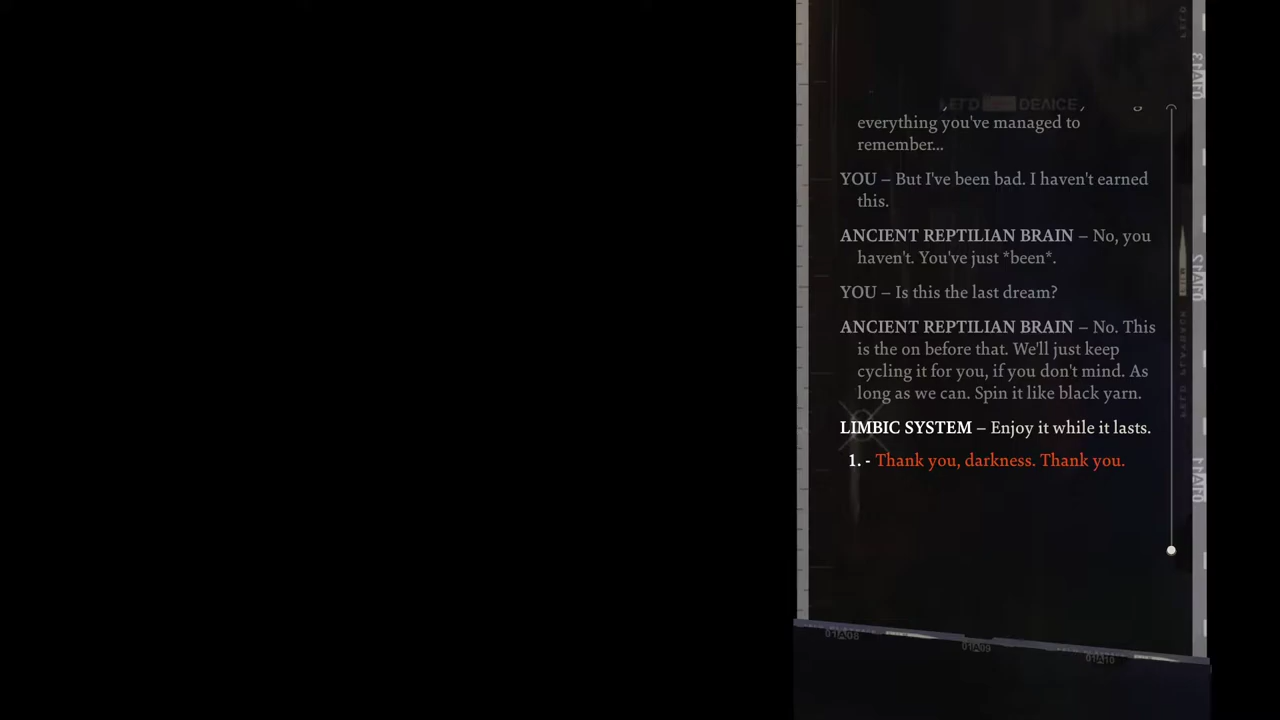 everything you've managed to
remember...
YOU – But I've been bad. I haven't earned
this.
ANCIENT REPTILIAN BRAIN – No, you
haven't. You've just *been*.
YOU – Is this the last dream?
ANCIENT REPTILIAN BRAIN – No. This
is the on before that. We'll just keep
cycling it for you, if you don't mind. As
long as we can. Spin it like black yarn.
LIMBIC SYSTEM – Enjoy it while it lasts.
1. - Thank you, darkness. Thank you.
01A08
01A09
01A10